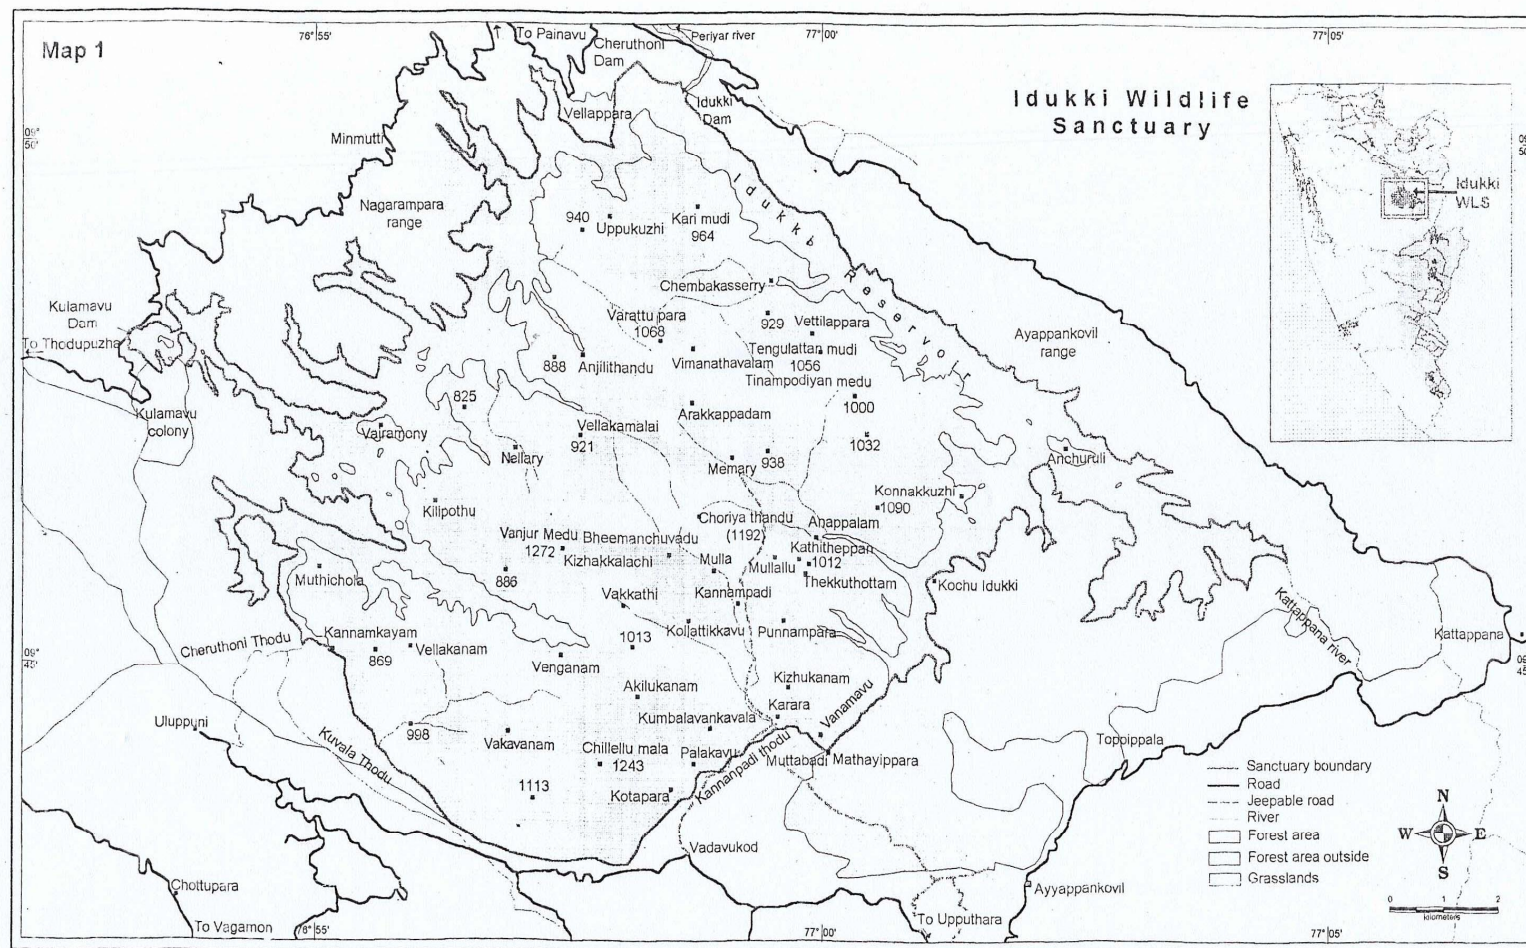 Map 1
76° 55'
77° 00'
77° 05'
To Painavu
Cheruthoni
Dam
Periyar river
Idukki Wildlife
Sanctuary
Vellappara
Idukki
Dam
Minmutti
09°
50'
Idukki
WLS
Nagarampara
range
940
Uppukuzhi
Kari mudi
964
Idukki Reservoir
Chembakasserry
Kulamavu
Dam
To Thodupuzha
Varattu para
1068
929
Vettilappara
Ayappankovil
range
888
Anjilithandu
Vimanathavalam
Tengulattan mudi
1056
Tinampodiyan medu
1000
825
Kulamavu
colony
Vairamony
Arakkappadam
Vellakamalai
921
Nellary
Memary
938
1032
Anchuruli
Kilipothu
Konnakkuzhi
1090
Choriya thandu
(1192)
Anappalam
Vanjur Medu
1272
Bheemanchuvadu
Kizhakkalachi
Kathitheppan
1012
Mulla
Mullallu
Thekkuthottam
Muthichola
886
Kochu Idukki
Vakkathi
Kannampadi
Kattappana river
Kattappana
Kollattikkavu
Punnampara
Cheruthoni Thodu
Kannamkayam
869
Vellakanam
1013
Venganam
09°
45'
09°
45
Kizhukanam
Akilukanam
Karara
Vanamavu
Uluppuni
998
Kumbalavankavala
Kuvala Thodu
Vakavanam
Chillellu mala
1243
Palakavu
Kannanpadi thodu
Muttabadi
Mathayippara
Toppippala
1113
Kotapara
Sanctuary boundary
Road
Jeepable road
River
Forest area
Forest area outside
Grasslands
N
W
E
S
Vadavukod
Chottupara
Ayyappankovil
To Vagamon
To Upputhara
0 1 2
kilometers
76° 55'
77° 00'
77° 05'